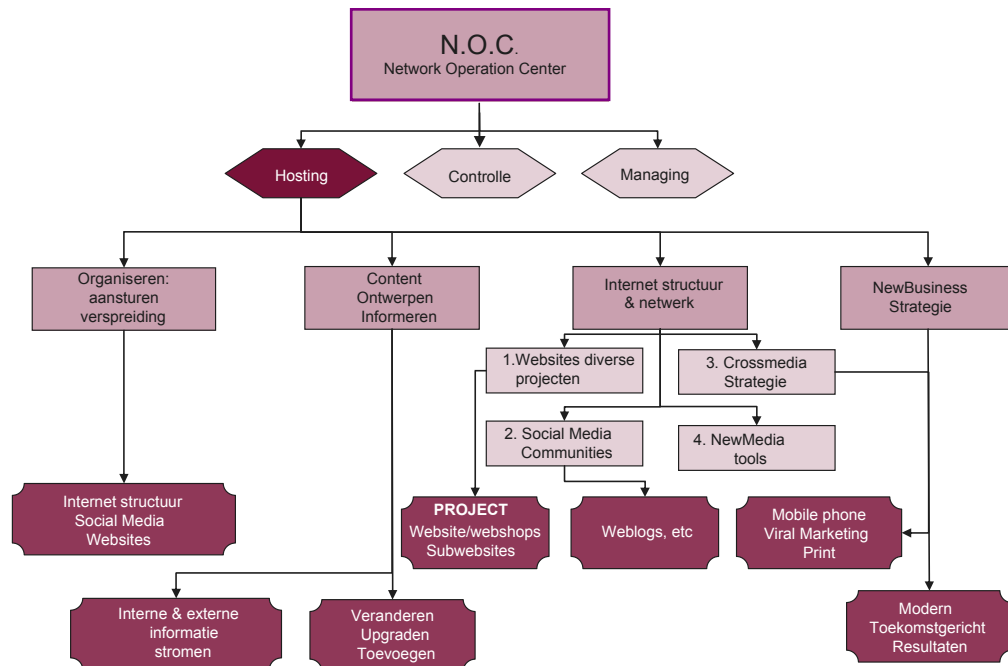 N.O.C.
Network Operation Center
Hosting
Controlle
Managing
Organiseren:
aansturen
verspreiding
Content
Ontwerpen
Informeren
Internet structuur
& netwerk
NewBusiness
Strategie
1.Websites diverse
projecten
3. Crossmedia
Strategie
2. Social Media
Communities
4. NewMedia
tools
Internet structuur
Social Media
Websites
PROJECT
Website/webshops
Subwebsites
Weblogs, etc
Mobile phone
Viral Marketing
Print
Interne & externe
informatie
stromen
Veranderen
Upgraden
Toevoegen
Modern
Toekomstgericht
Resultaten